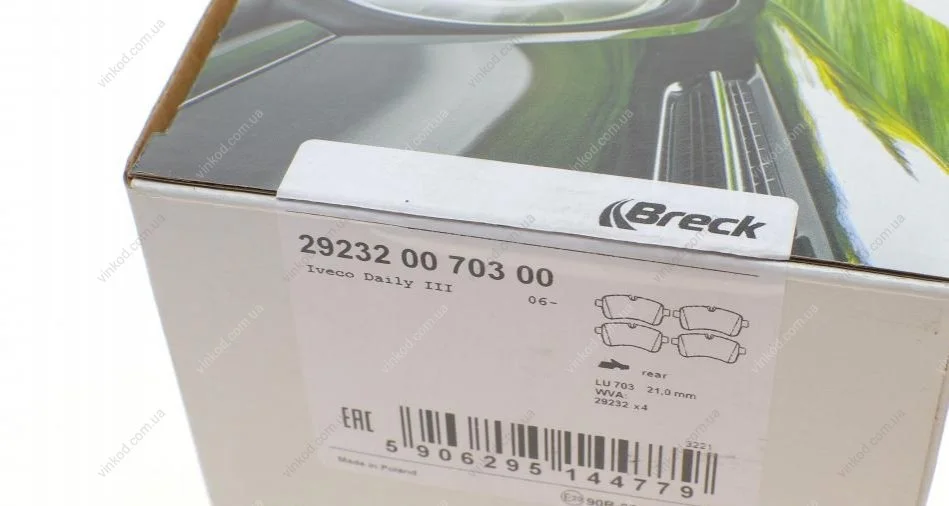 Breck
29232 00 703 00
Iveco Daily III
06-
rear
LU 703 21,0 mm
WVA:
29232 x4
EAC
3221
5 906295 144779
Made in Poland
E20 90R
vinkod.com.ua